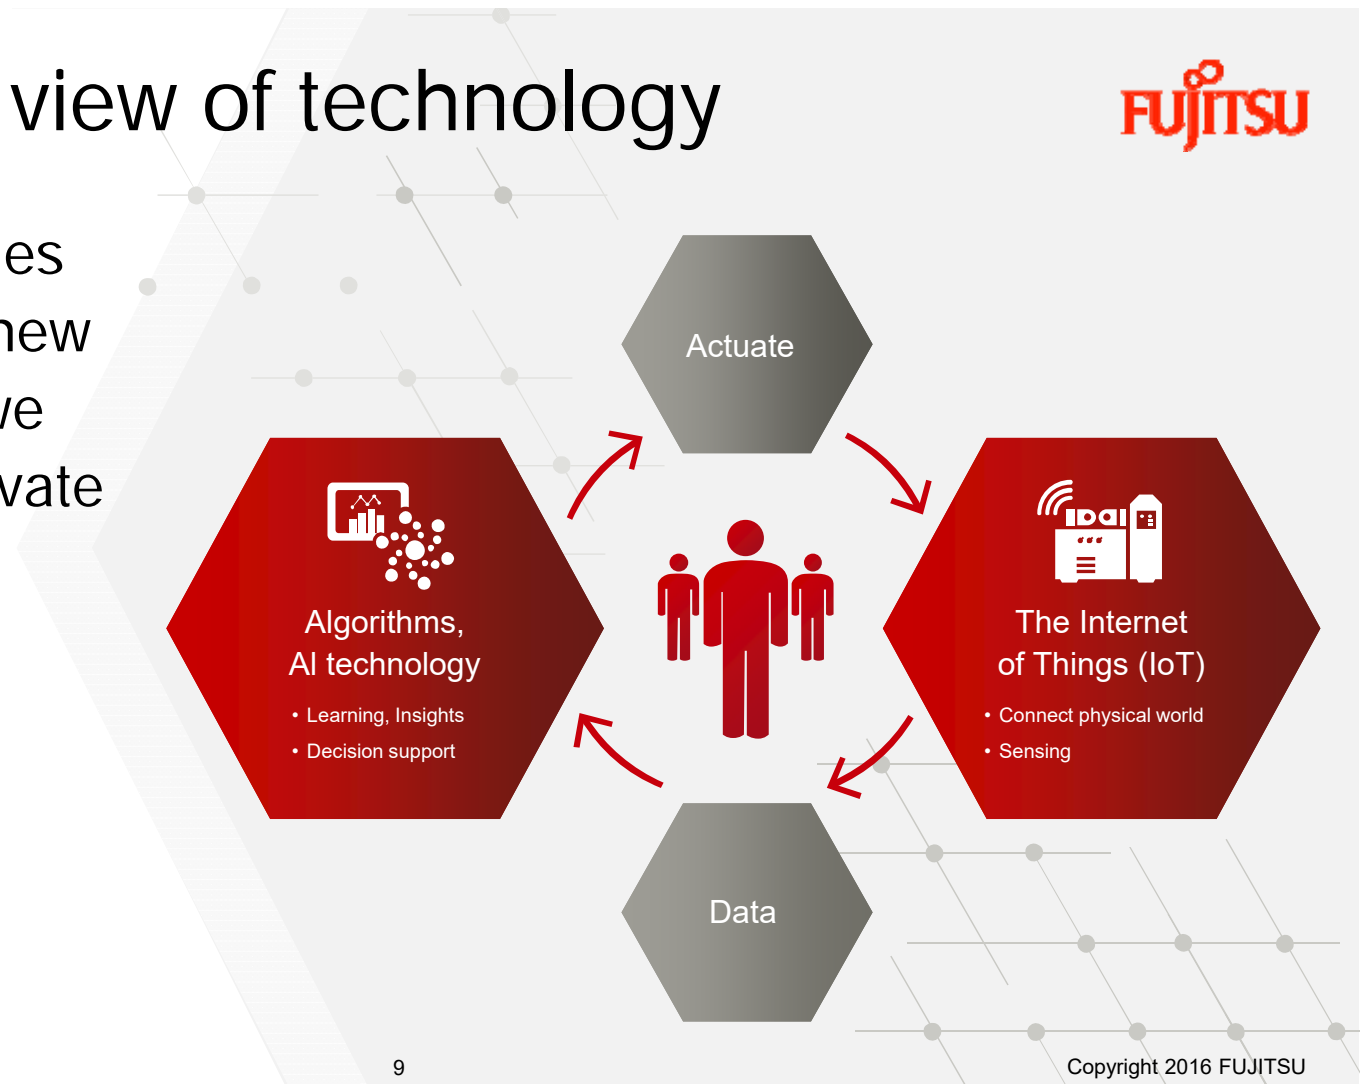 view of technology
FUJITSU
es
new
ve
vate
Actuate
Algorithms,
AI technology
• Learning, Insights
• Decision support
The Internet
of Things (IoT)
• Connect physical world
• Sensing
Data
9
Copyright 2016 FUJITSU